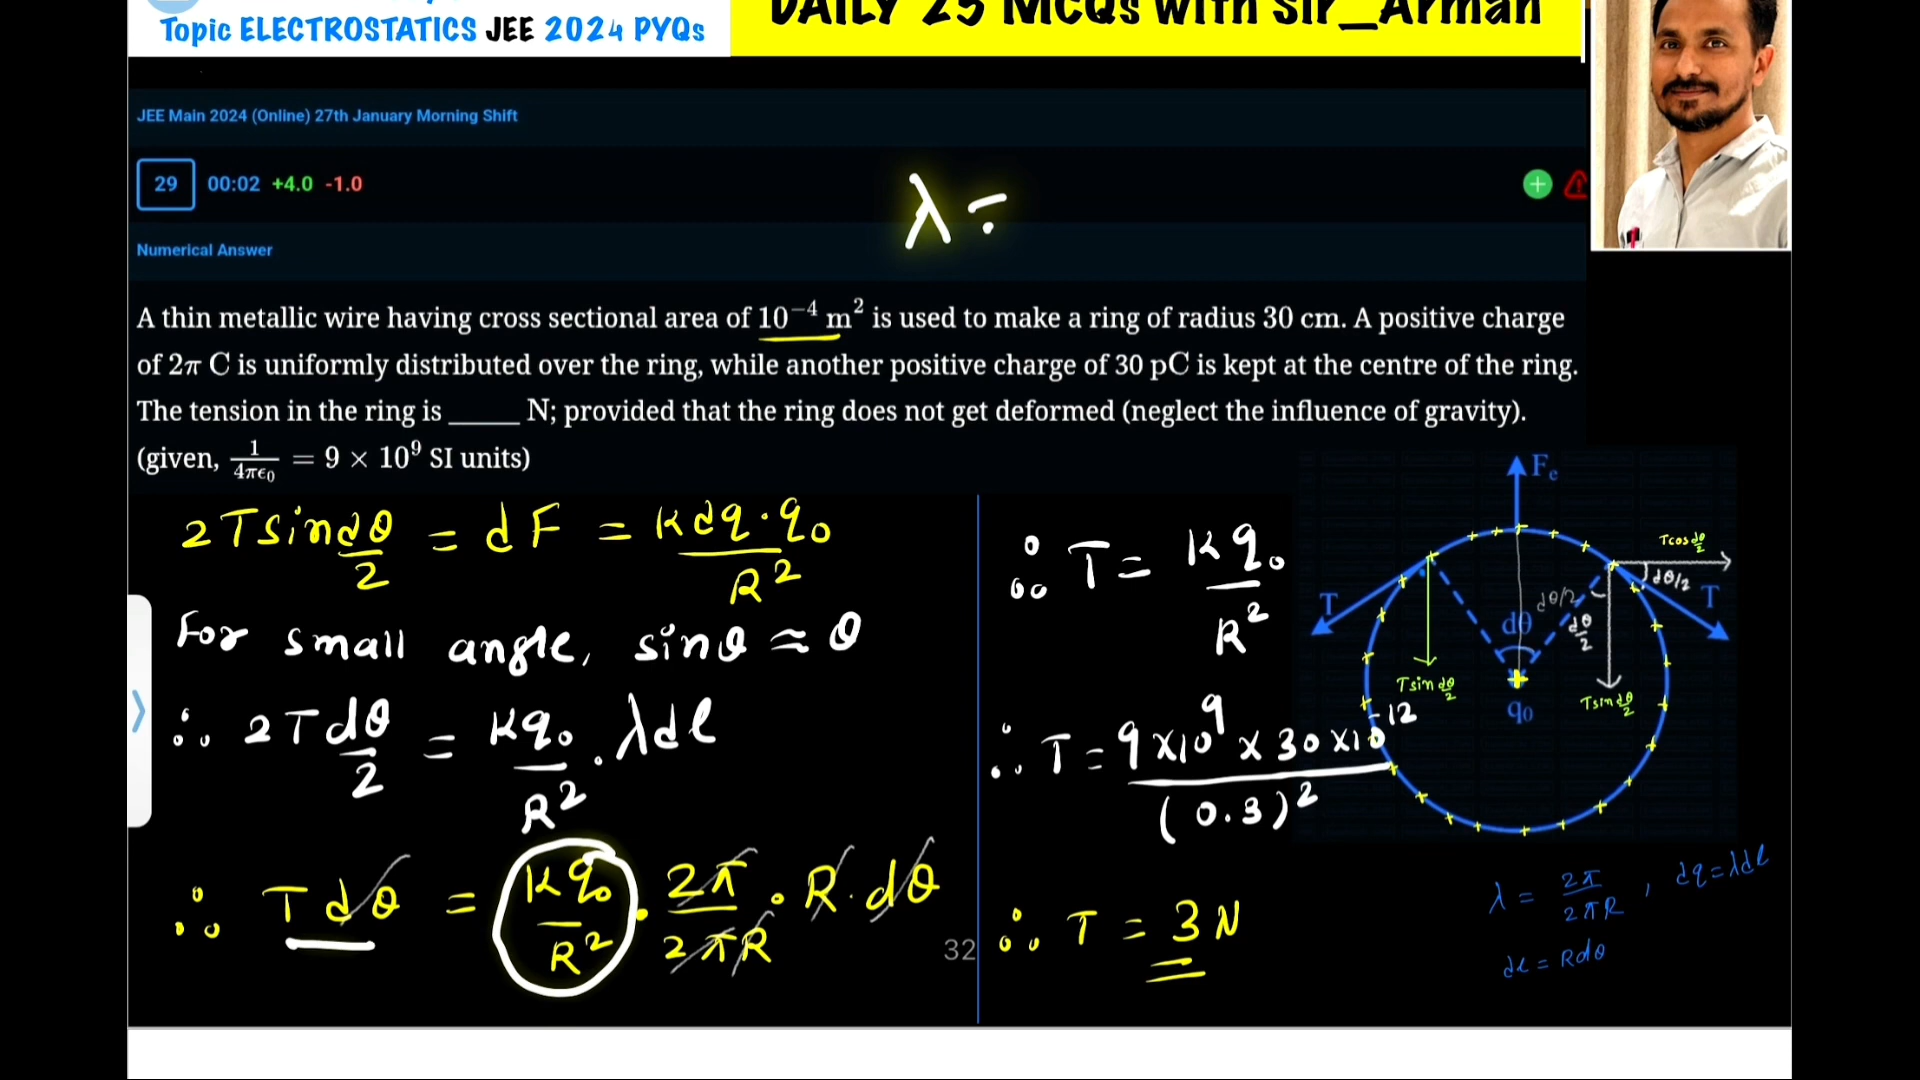 Topic ELECTROSTATICS JEE 2024 PYQs
DAILY 25 MCQs with Sir_Arman
JEE Main 2024 (Online) 27th January Morning Shift
29 00:02 +4.0 -1.0
λ =
Numerical Answer
A thin metallic wire having cross sectional area of 10⁻⁴ m² is used to make a ring of radius 30 cm. A positive charge
of 2π C is uniformly distributed over the ring, while another positive charge of 30 pC is kept at the centre of the ring.
The tension in the ring is _____ N; provided that the ring does not get deformed (neglect the influence of gravity).
(given, 1/4πϵ₀ = 9 × 10⁹ SI units)
2Tsin dθ/2 = dF = Kdq·q₀/R²
For small angle, sinθ ≈ θ
∴ 2T dθ/2 = Kq₀/R² . λdl
∴ Tdθ = Kq₀/R² · 2π/2πR · R·dθ
32
∴ T = Kq₀/R²
∴ T = 9×10⁹ × 30×10⁻¹²/(0.3)²
∴ T = 3 N
Fe
Tcos dθ/2
dθ/2
T
T
dθ/2
dθ
dθ/2
Tsin dθ/2
Tsin dθ/2
q₀
λ = 2π/2πR , dq=λdl
dl = Rdθ